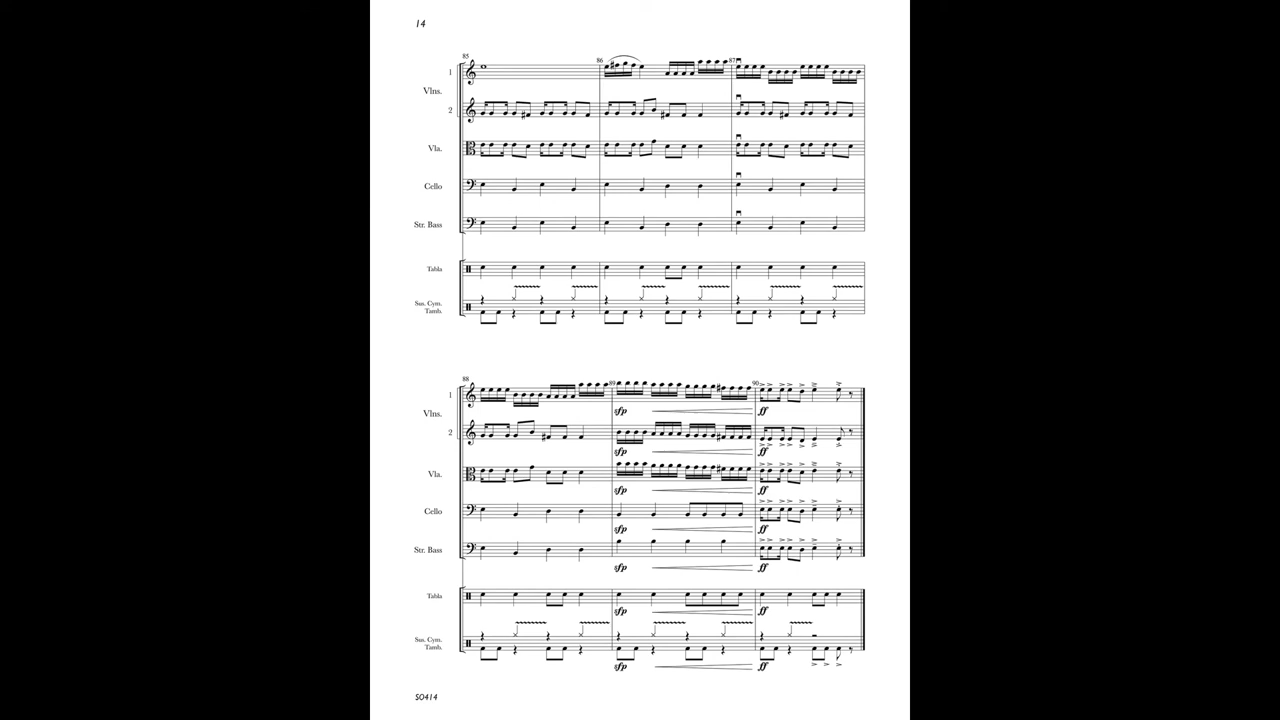 14
85
86
87
1
Vlns.
2
Vla.
Cello
Str. Bass
Tabla
Sus. Cym.
Tamb.
88
89
90
1
Vlns.
2
Vla.
Cello
Str. Bass
Tabla
Sus. Cym.
Tamb.
sfp ff
sfp ff
sfp ff
sfp ff
sfp ff
sfp ff
sfp ff
SO414